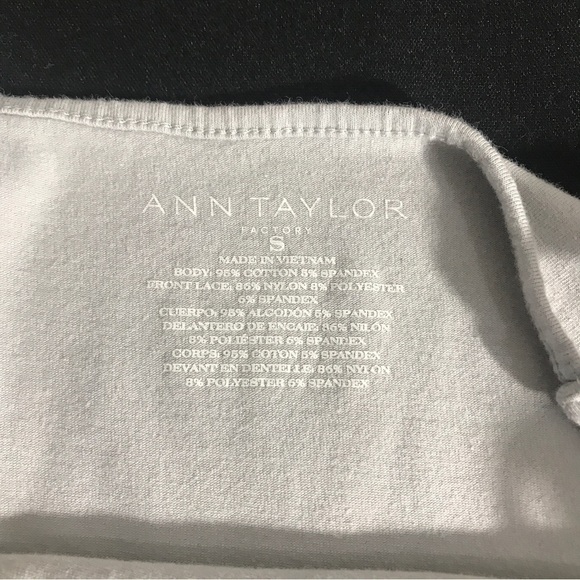 ANN TAYLOR
FACTORY
S
MADE IN VIETNAM
BODY: 95% COTTON 5% SPANDEX
FRONT LACE: 86% NYLON 8% POLYESTER
6% SPANDEX
CUERPO: 95% ALGODÓN 5% SPANDEX
DELANTERO DE ENCAJE: 86% NILÓN
8% POLIÉSTER 6% SPANDEX
CORPS: 95% COTON 5% SPANDEX
DEVANT EN DENTELLE: 86% NYLON
8% POLYESTER 6% SPANDEX